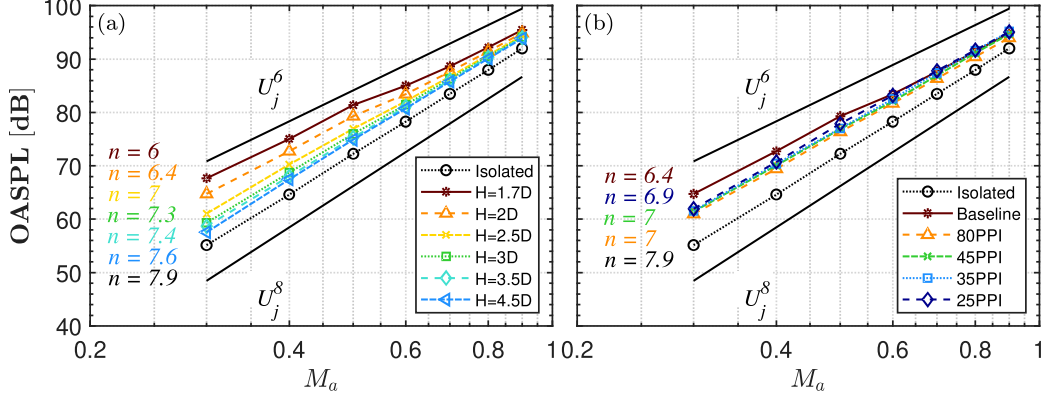 (a)
OASPL [dB]
100
90
80
70
60
50
40
U_j^6
n = 6
n = 6.4
n = 7
n = 7.3
n = 7.4
n = 7.6
n = 7.9
U_j^8
Isolated
H=1.7D
H=2D
H=2.5D
H=3D
H=3.5D
H=4.5D
0.2
0.4
0.6
0.8
1
M_a
(b)
U_j^6
n = 6.4
n = 6.9
n = 7
n = 7
n = 7.9
U_j^8
Isolated
Baseline
80PPI
45PPI
35PPI
25PPI
0.2
0.4
0.6
0.8
1
M_a